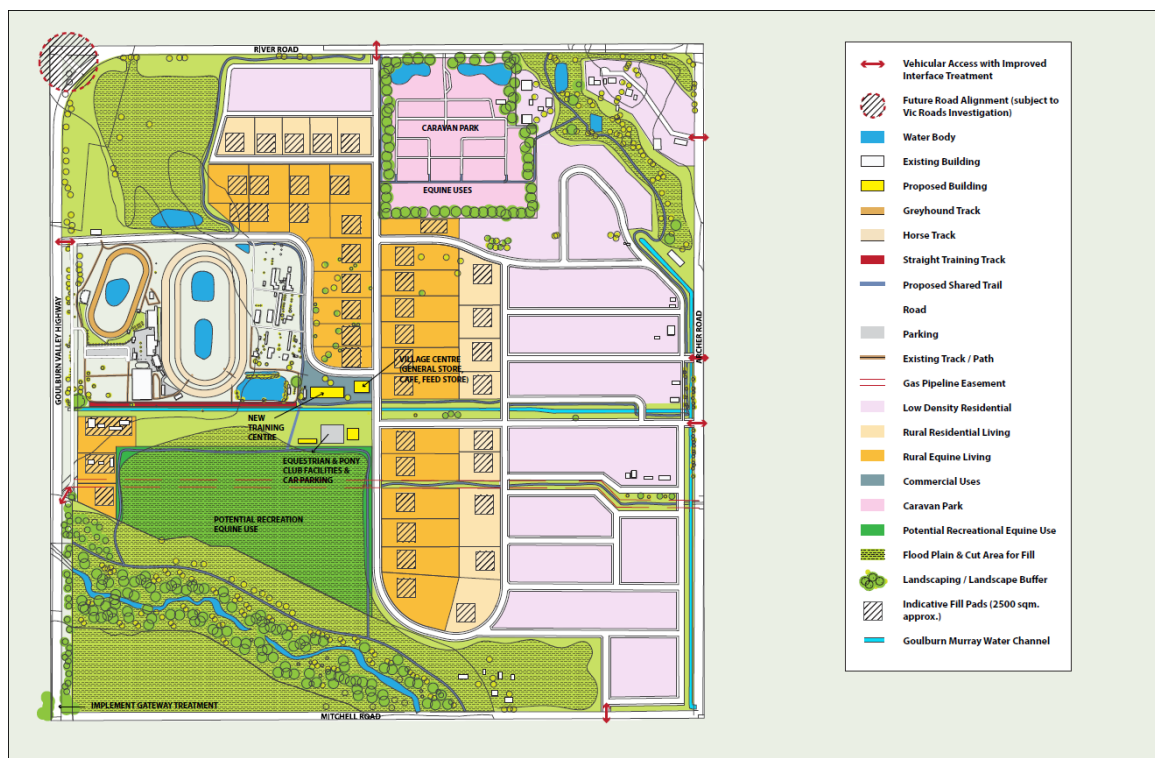 RIVER ROAD
CARAVAN PARK
EQUINE USES
GOULBURN VALLEY HIGHWAY
ARCHER ROAD
VILLAGE CENTRE
(GENERAL STORE,
CAFE, FEED STORE)
NEW
TRAINING
CENTRE
EQUESTRIAN & PONY
CLUB FACILITIES &
CAR PARKING
POTENTIAL RECREATION
EQUINE USE
IMPLEMENT GATEWAY TREATMENT
MITCHELL ROAD
Vehicular Access with Improved
Interface Treatment
Future Road Alignment (subject to
Vic Roads Investigation)
Water Body
Existing Building
Proposed Building
Greyhound Track
Horse Track
Straight Training Track
Proposed Shared Trail
Road
Parking
Existing Track / Path
Gas Pipeline Easement
Low Density Residential
Rural Residential Living
Rural Equine Living
Commercial Uses
Caravan Park
Potential Recreational Equine Use
Flood Plain & Cut Area for Fill
Landscaping / Landscape Buffer
Indicative Fill Pads (2500 sqm.
approx.)
Goulburn Murray Water Channel